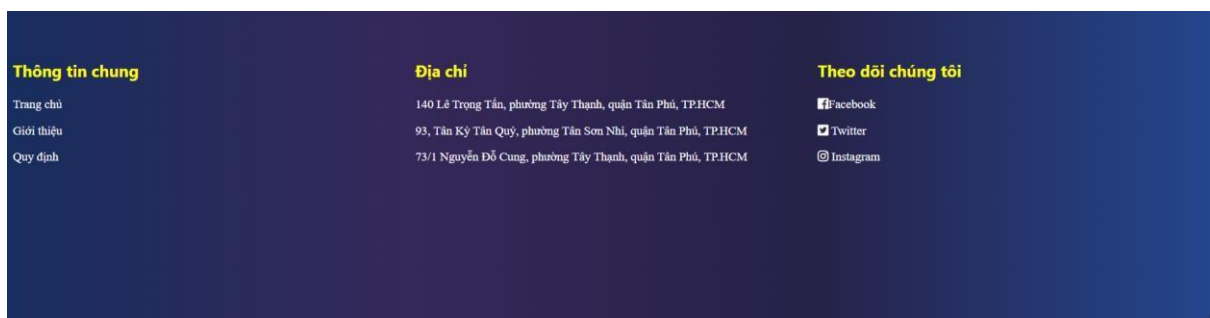 Thông tin chung
Trang chủ
Giới thiệu
Quy định
Địa chỉ
140 Lê Trọng Tấn, phường Tây Thạnh, quận Tân Phú, TP.HCM
93, Tân Kỳ Tân Quý, phường Tân Sơn Nhì, quận Tân Phú, TP.HCM
73/1 Nguyễn Đỗ Cung, phường Tây Thạnh, quận Tân Phú, TP.HCM
Theo dõi chúng tôi
Facebook
Twitter
Instagram